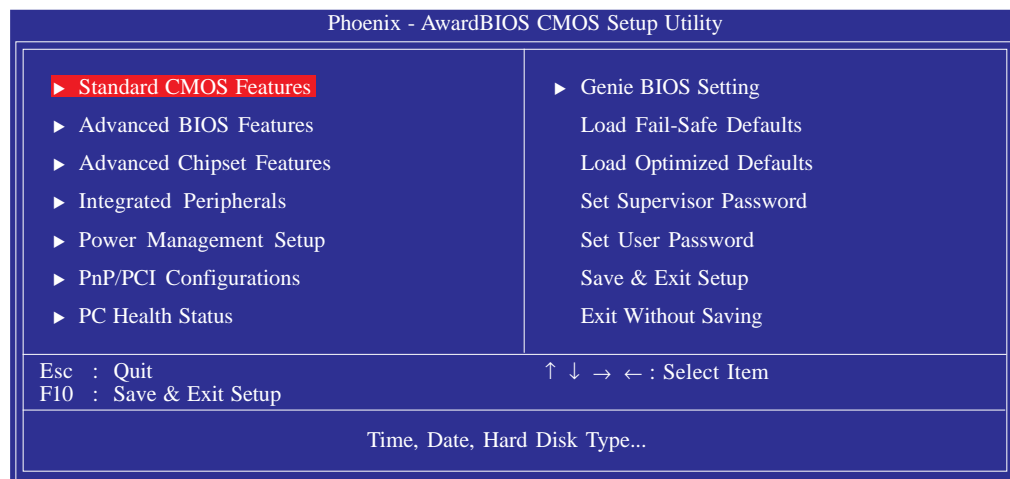 Phoenix - AwardBIOS CMOS Setup Utility
▶ Standard CMOS Features
▶ Advanced BIOS Features
▶ Advanced Chipset Features
▶ Integrated Peripherals
▶ Power Management Setup
▶ PnP/PCI Configurations
▶ PC Health Status
▶ Genie BIOS Setting
Load Fail-Safe Defaults
Load Optimized Defaults
Set Supervisor Password
Set User Password
Save & Exit Setup
Exit Without Saving
Esc : Quit
F10 : Save & Exit Setup
↑ ↓ → ← : Select Item
Time, Date, Hard Disk Type...